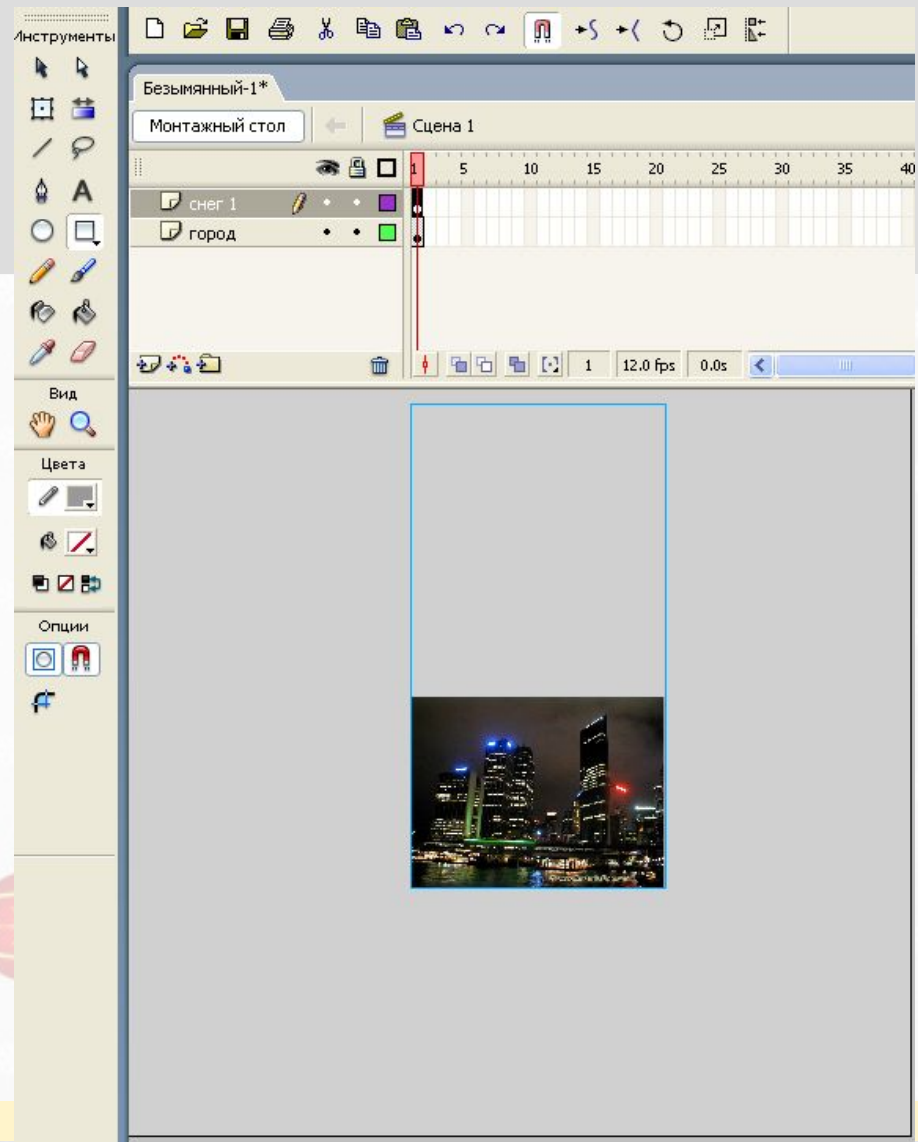 Инструменты
Безымянный-1*
Монтажный стол
Сцена 1
1 5 10 15 20 25 30 35 40
снег 1
город
1 12.0 fps 0.0s
Вид
Цвета
Опции